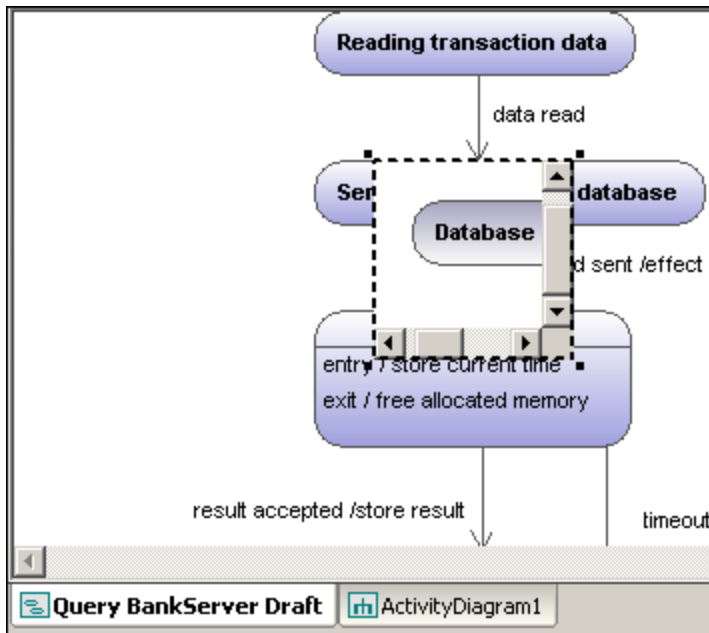 Reading transaction data
data read
Ser
database
Database
d sent /effect
entry / store current time
exit / free allocated memory
result accepted /store result
timeout
Query BankServer Draft
ActivityDiagram1